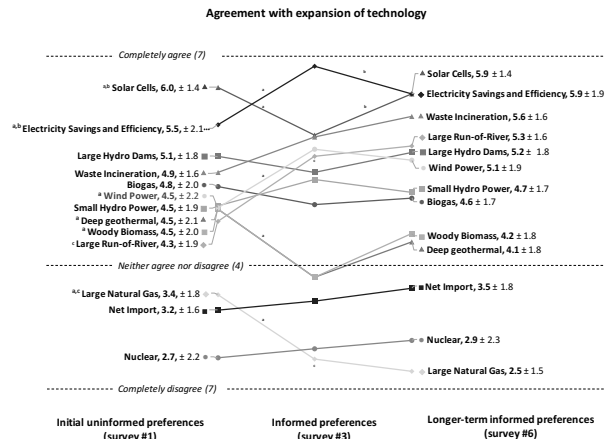 Agreement with expansion of technology
Completely agree (7)
a,b Solar Cells, 6.0, ± 1.4
a,b Electricity Savings and Efficiency, 5.5, ± 2.1
Large Hydro Dams, 5.1, ± 1.8
Waste Incineration, 4.9, ± 1.6
Biogas, 4.8, ± 2.0
a Wind Power, 4.5, ± 2.2
Small Hydro Power, 4.5, ± 1.9
a Deep geothermal, 4.5, ± 2.1
a Woody Biomass, 4.5, ± 2.0
c Large Run-of-River, 4.3, ± 1.9
Neither agree nor disagree (4)
a,c Large Natural Gas, 3.4, ± 1.8
Net Import, 3.2, ± 1.6
Nuclear, 2.7, ± 2.2
Completely disagree (7)
Solar Cells, 5.9 ± 1.4
Electricity Savings and Efficiency, 5.9 ± 1.9
Waste Incineration, 5.6 ± 1.6
Large Run-of-River, 5.3 ± 1.6
Large Hydro Dams, 5.2 ± 1.8
Wind Power, 5.1 ± 1.9
Small Hydro Power, 4.7 ± 1.7
Biogas, 4.6 ± 1.7
Woody Biomass, 4.2 ± 1.8
Deep geothermal, 4.1 ± 1.8
Net Import, 3.5 ± 1.8
Nuclear, 2.9 ± 2.3
Large Natural Gas, 2.5 ± 1.5
Initial uninformed preferences
(survey #1)
Informed preferences
(survey #3)
Longer-term informed preferences
(survey #6)